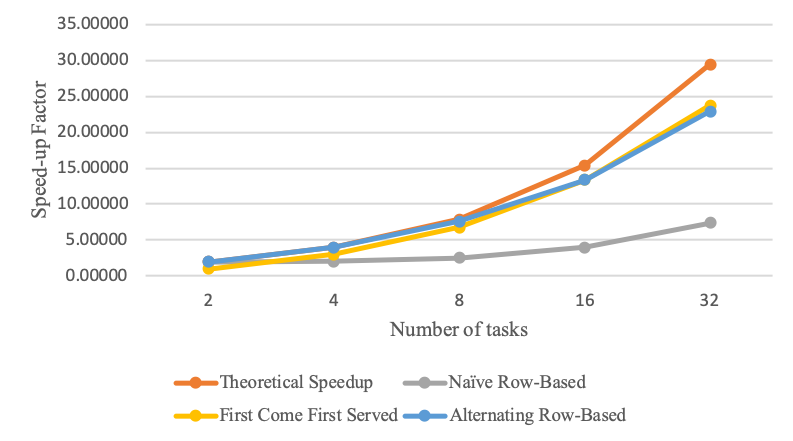 35.00000
30.00000
25.00000
20.00000
15.00000
10.00000
5.00000
0.00000
Speed-up Factor
2 4 8 16 32
Number of tasks
Theoretical Speedup Naïve Row-Based
First Come First Served Alternating Row-Based